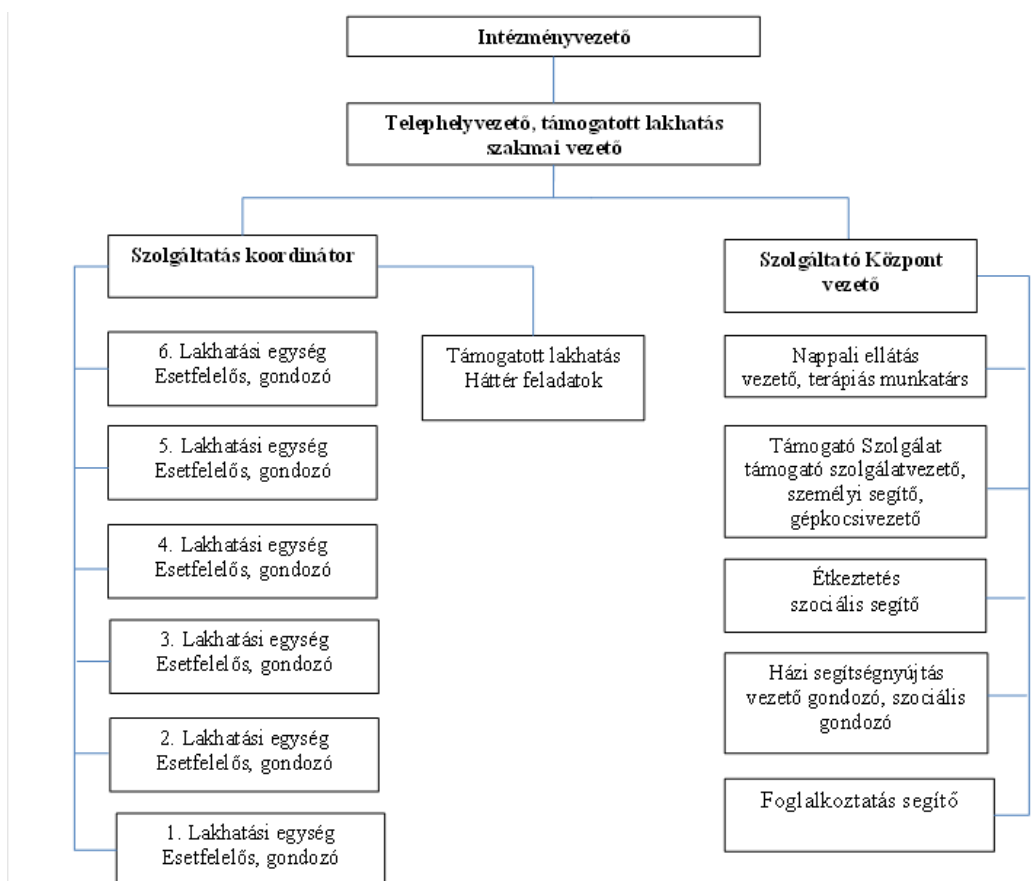 Intézményvezető
Telephelyvezető, támogatott lakhatás
szakmai vezető
Szolgáltatás koordinátor
6. Lakhatási egység
Esetfelelős, gondozó
5. Lakhatási egység
Esetfelelős, gondozó
4. Lakhatási egység
Esetfelelős, gondozó
3. Lakhatási egység
Esetfelelős, gondozó
2. Lakhatási egység
Esetfelelős, gondozó
1. Lakhatási egység
Esetfelelős, gondozó
Támogatott lakhatás
Háttér feladatok
Szolgáltató Központ
vezető
Nappali ellátás
vezető, terápiás munkatárs
Támogató Szolgálat
támogató szolgálatvezető,
személyi segítő,
gépkocsivezető
Étkeztetés
szociális segítő
Házi segítségnyújtás
vezető gondozó, szociális
gondozó
Foglalkoztatás segítő